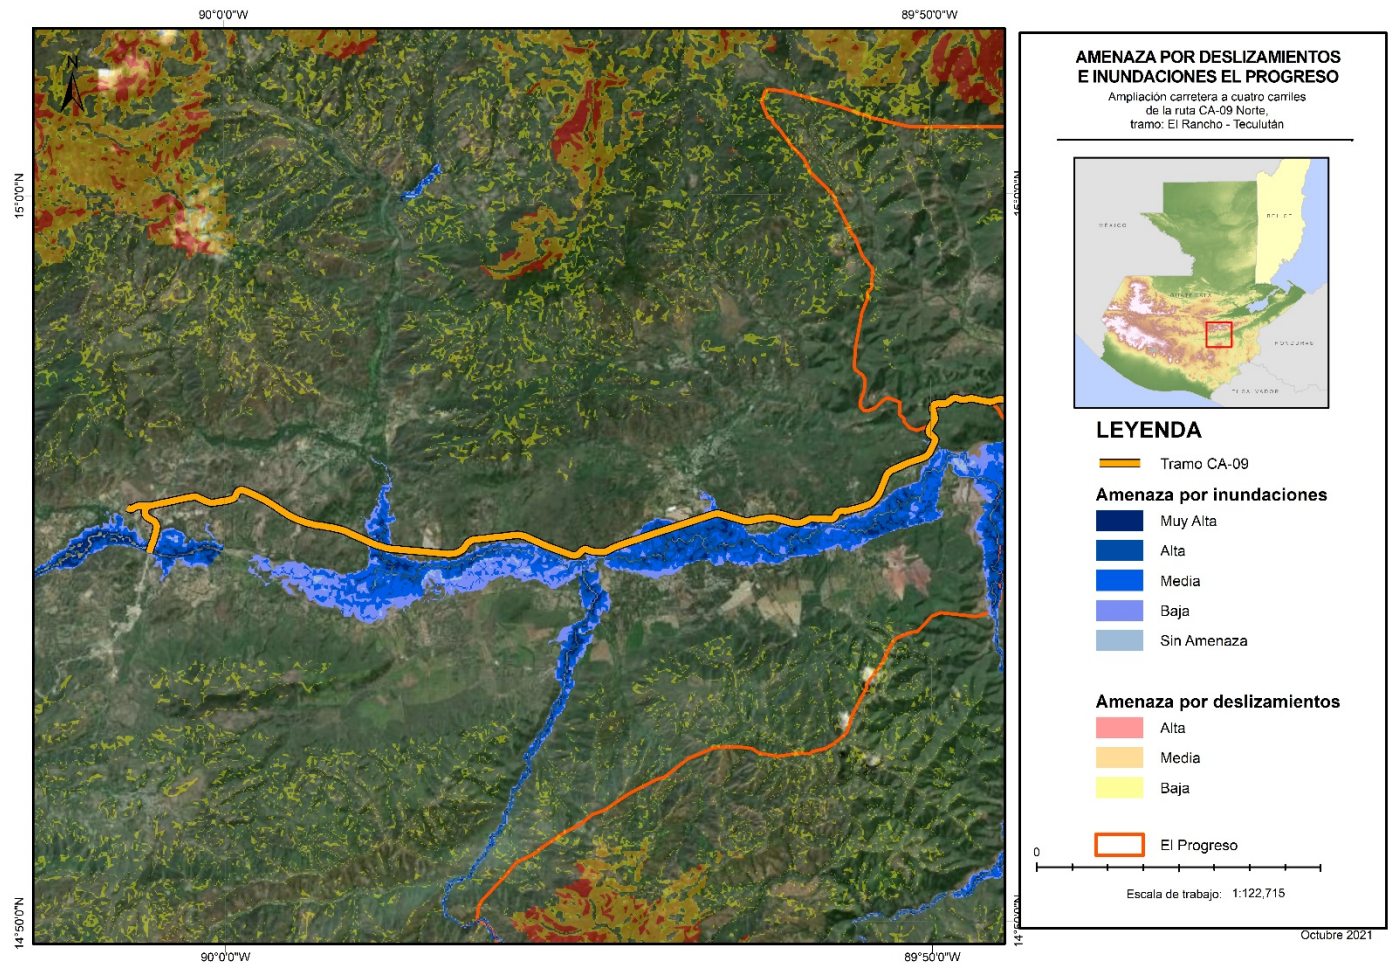 90°0'0"W
89°50'0"W
N
15°0'0"N
15°0'0"N
14°50'0"N
14°50'0"N
90°0'0"W
89°50'0"W
AMENAZA POR DESLIZAMIENTOS
E INUNDACIONES EL PROGRESO
Ampliación carretera a cuatro carriles
de la ruta CA-09 Norte,
tramo: El Rancho - Teculután
MÉXICO
BELICE
GUATEMALA
HONDURAS
EL SALVADOR
LEYENDA
Tramo CA-09
Amenaza por inundaciones
Muy Alta
Alta
Media
Baja
Sin Amenaza
Amenaza por deslizamientos
Alta
Media
Baja
El Progreso
0
Escala de trabajo: 1:122,715
Octubre 2021